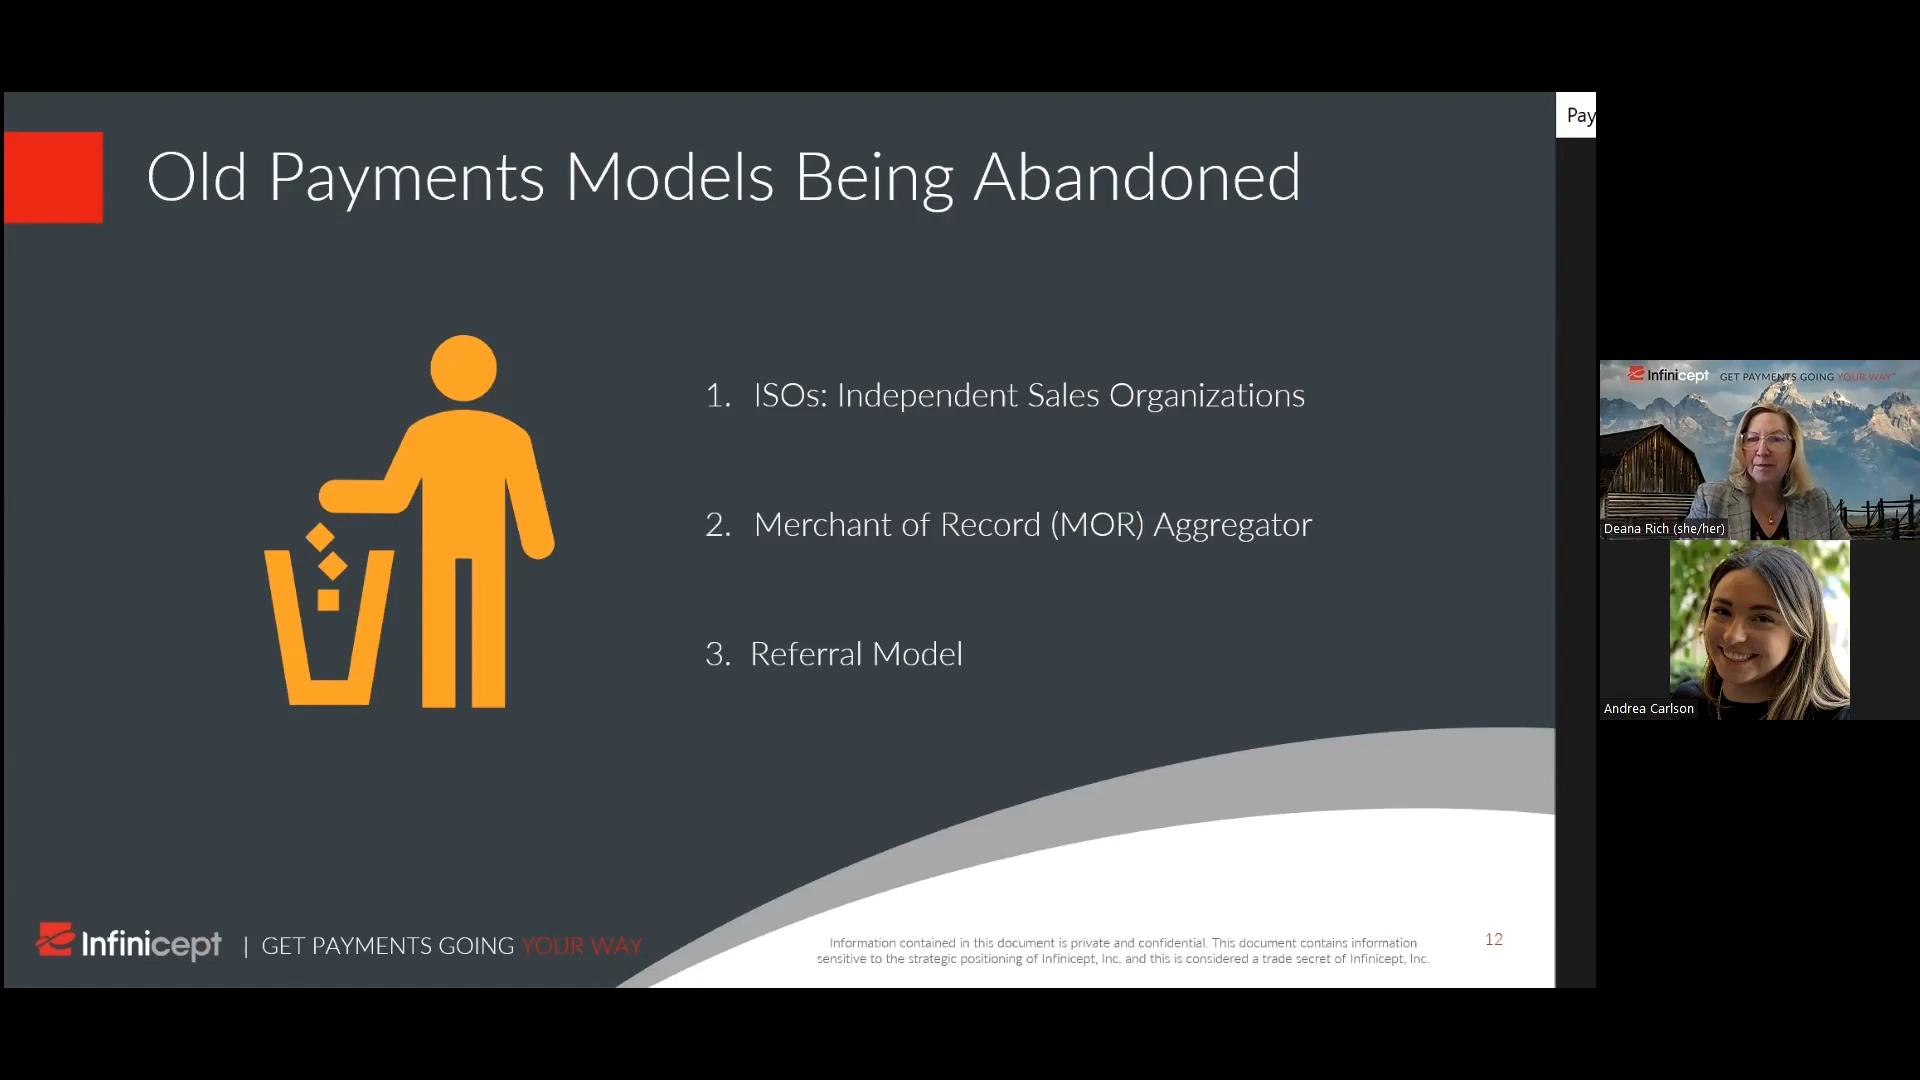 Old Payments Models Being Abandoned
Pay
1. ISOs: Independent Sales Organizations
2. Merchant of Record (MOR) Aggregator
3. Referral Model
Infinicept | GET PAYMENTS GOING YOUR WAY
Information contained in this document is private and confidential. This document contains information
sensitive to the strategic positioning of Infinicept, Inc. and this is considered a trade secret of Infinicept, Inc.
12
Infinicept GET PAYMENTS GOING YOUR WAY™
Deana Rich (she/her)
Andrea Carlson